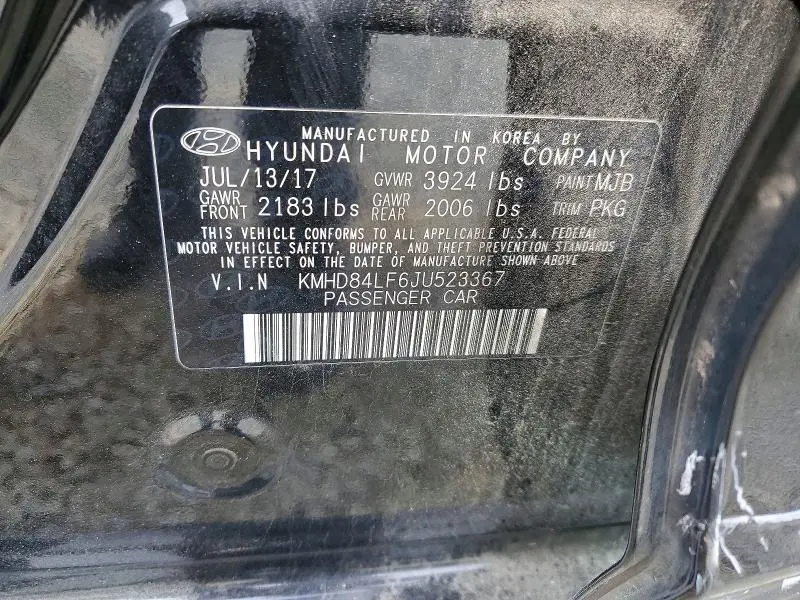 MANUFACTURED IN KOREA BY
HYUNDAI MOTOR COMPANY
JUL/13/17 GVWR 3924 lbs PAINT MJB
GAWR FRONT 2183 lbs GAWR REAR 2006 lbs TRIM PKG
THIS VEHICLE CONFORMS TO ALL APPLICABLE U.S.A. FEDERAL
MOTOR VEHICLE SAFETY, BUMPER, AND THEFT PREVENTION STANDARDS
IN EFFECT ON THE DATE OF MANUFACTURE SHOWN ABOVE
V.I.N KMHD84LF6JU523367
PASSENGER CAR